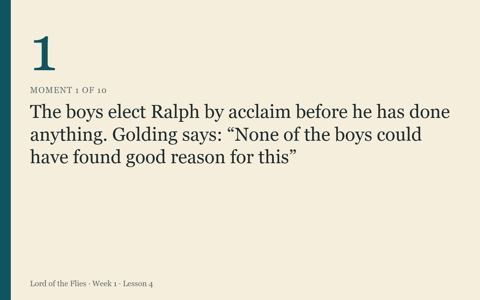 1
MOMENT 1 OF 10
The boys elect Ralph by acclaim before he has done
anything. Golding says: “None of the boys could
have found good reason for this”
Lord of the Flies · Week 1 · Lesson 4